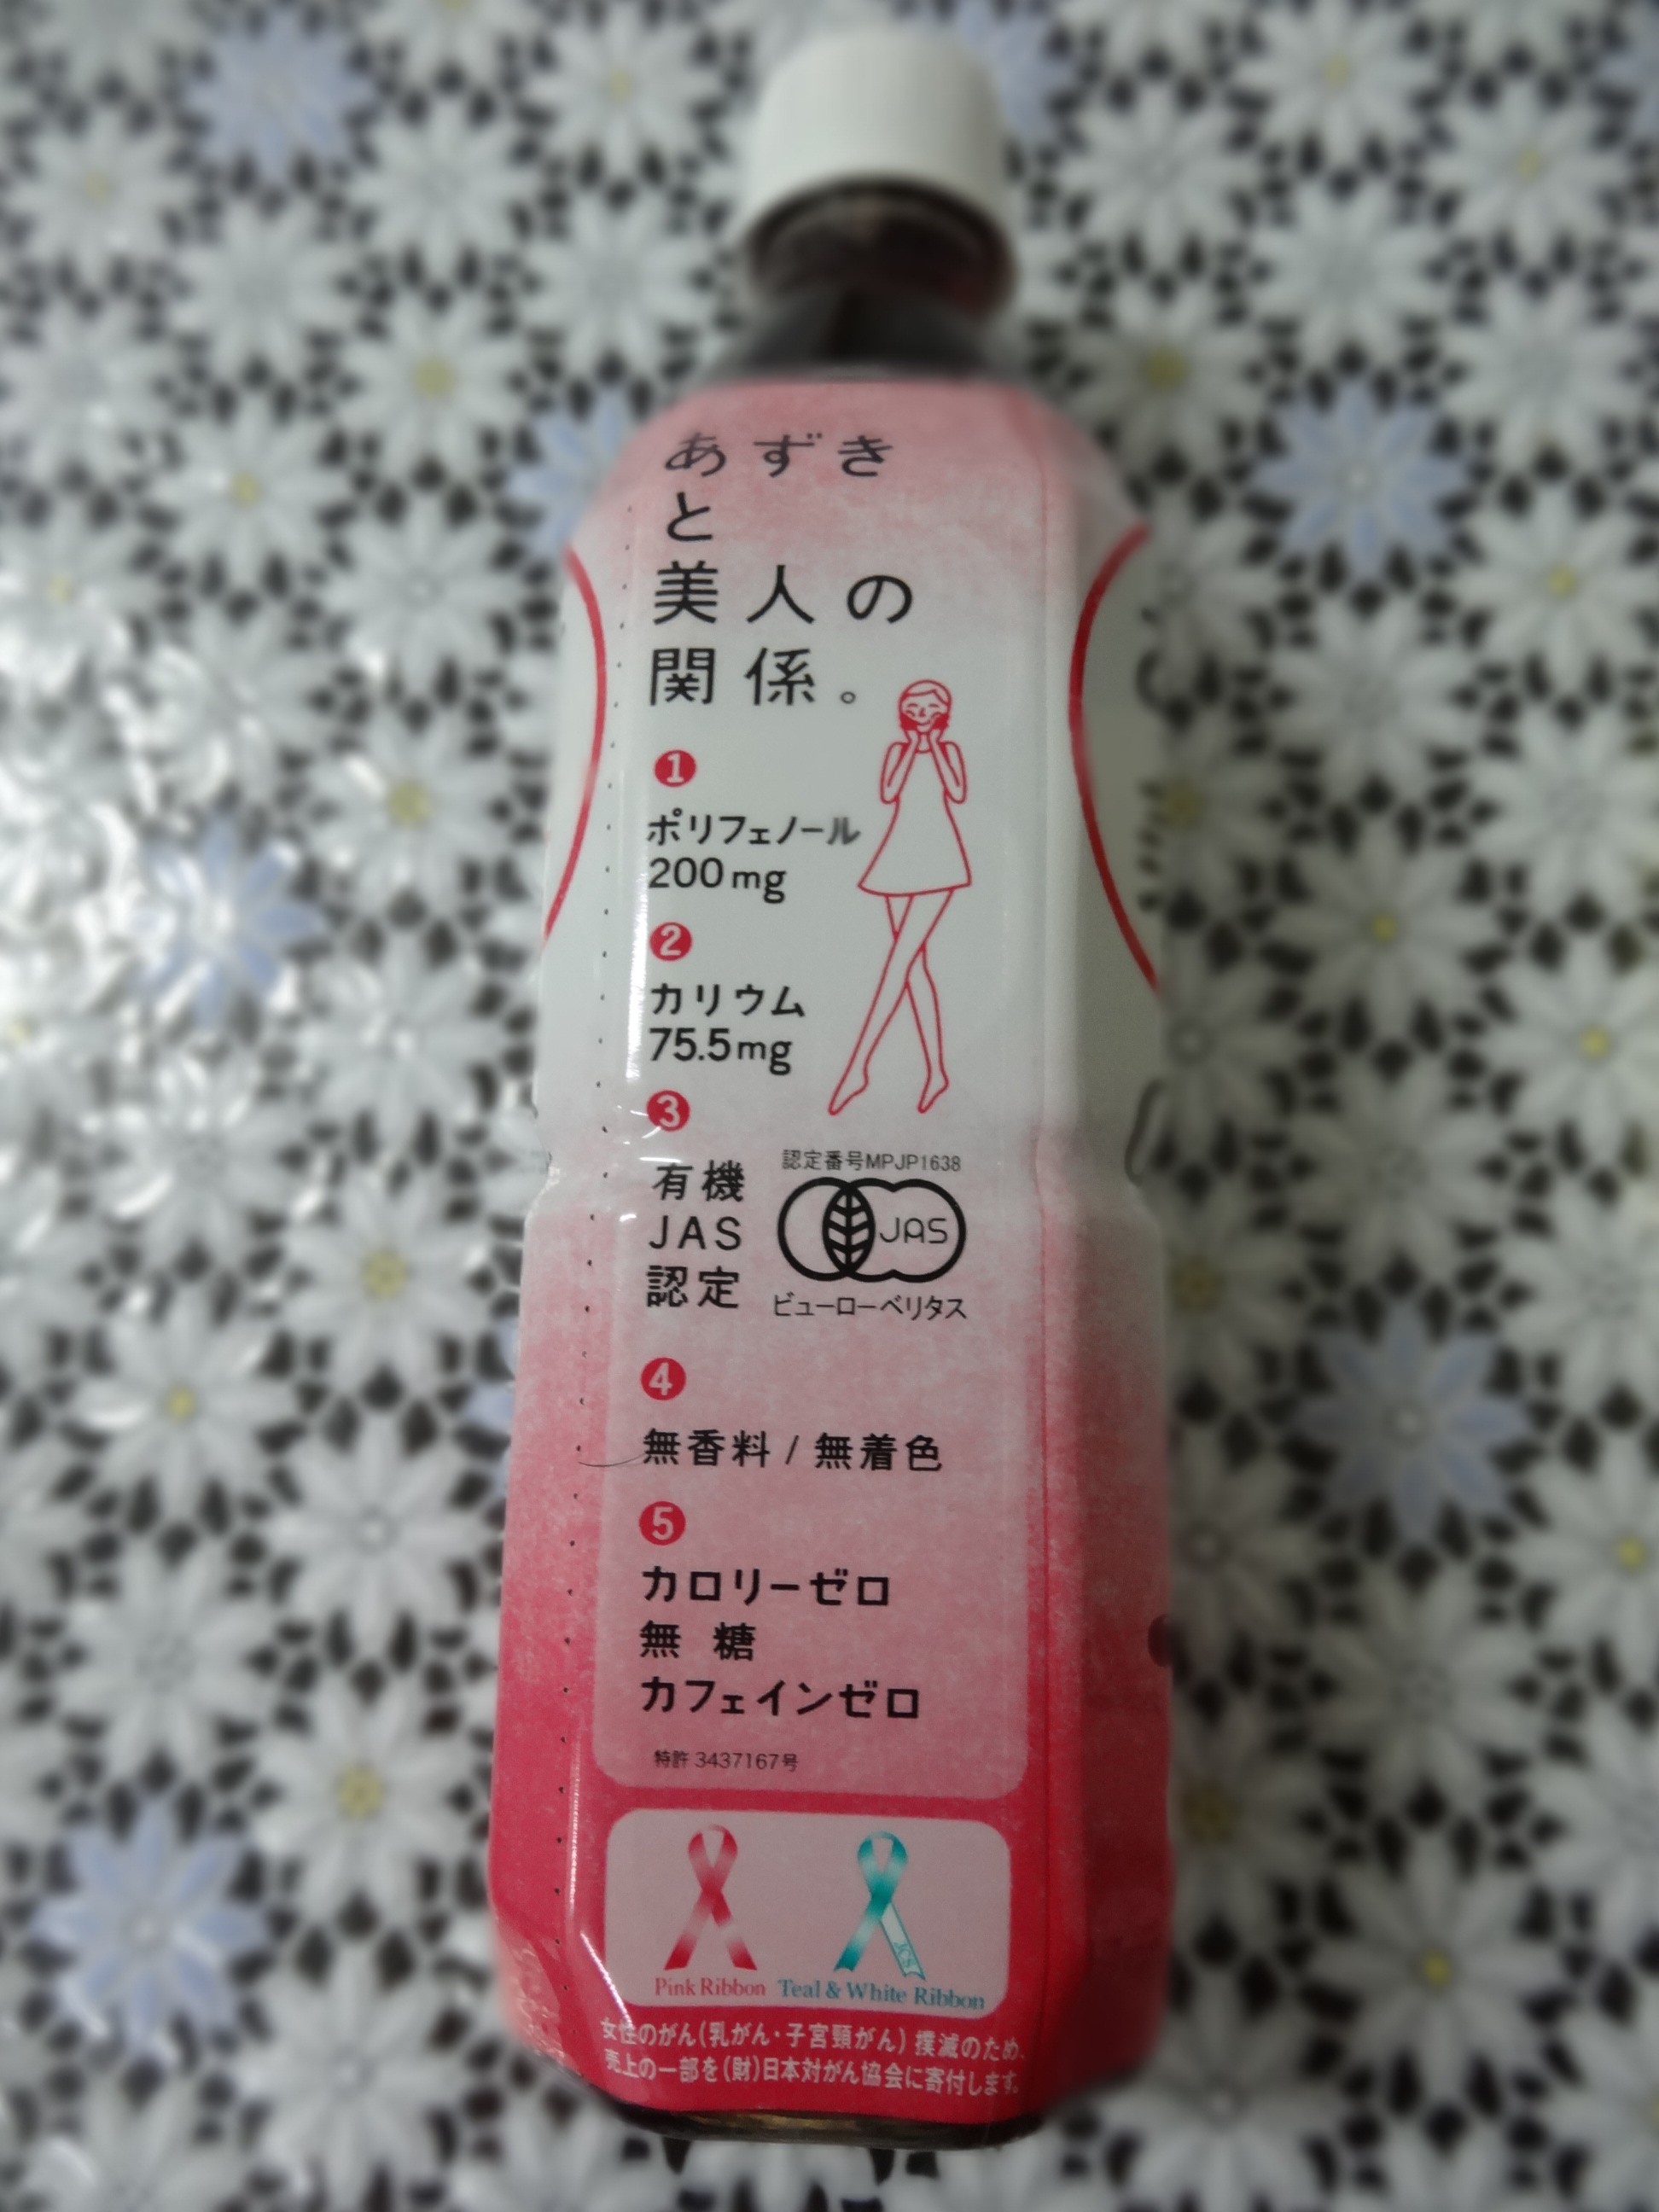 あずき
と
美人の
関係。
1
ポリフェノール
200mg
2
カリウム
75.5mg
3
有機
JAS
認定
認定番号MPJP1638
JAS
ビューローベリタス
4
無香料/無着色
5
カロリーゼロ
無糖
カフェインゼロ
特許 3437167号
JCS
Pink Ribbon
Teal & White Ribbon
女性のがん(乳がん・子宮頸がん)撲滅のため、
売上の一部を(財)日本対がん協会に寄付します。